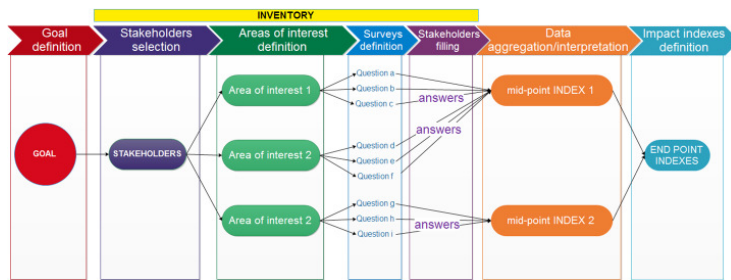 INVENTORY
Goal
definition
Stakeholders
selection
Areas of interest
definition
Surveys
definition
Stakeholders
filling
Data
aggregation/interpretation
Impact indexes
definition
GOAL
STAKEHOLDERS
Area of interest 1
Area of interest 2
Area of interest 2
Question a
Question b
Question c
Question d
Question e
Question f
Question g
Question h
Question i
answers
answers
answers
mid-point INDEX 1
mid-point INDEX 2
END POINT
INDEXES